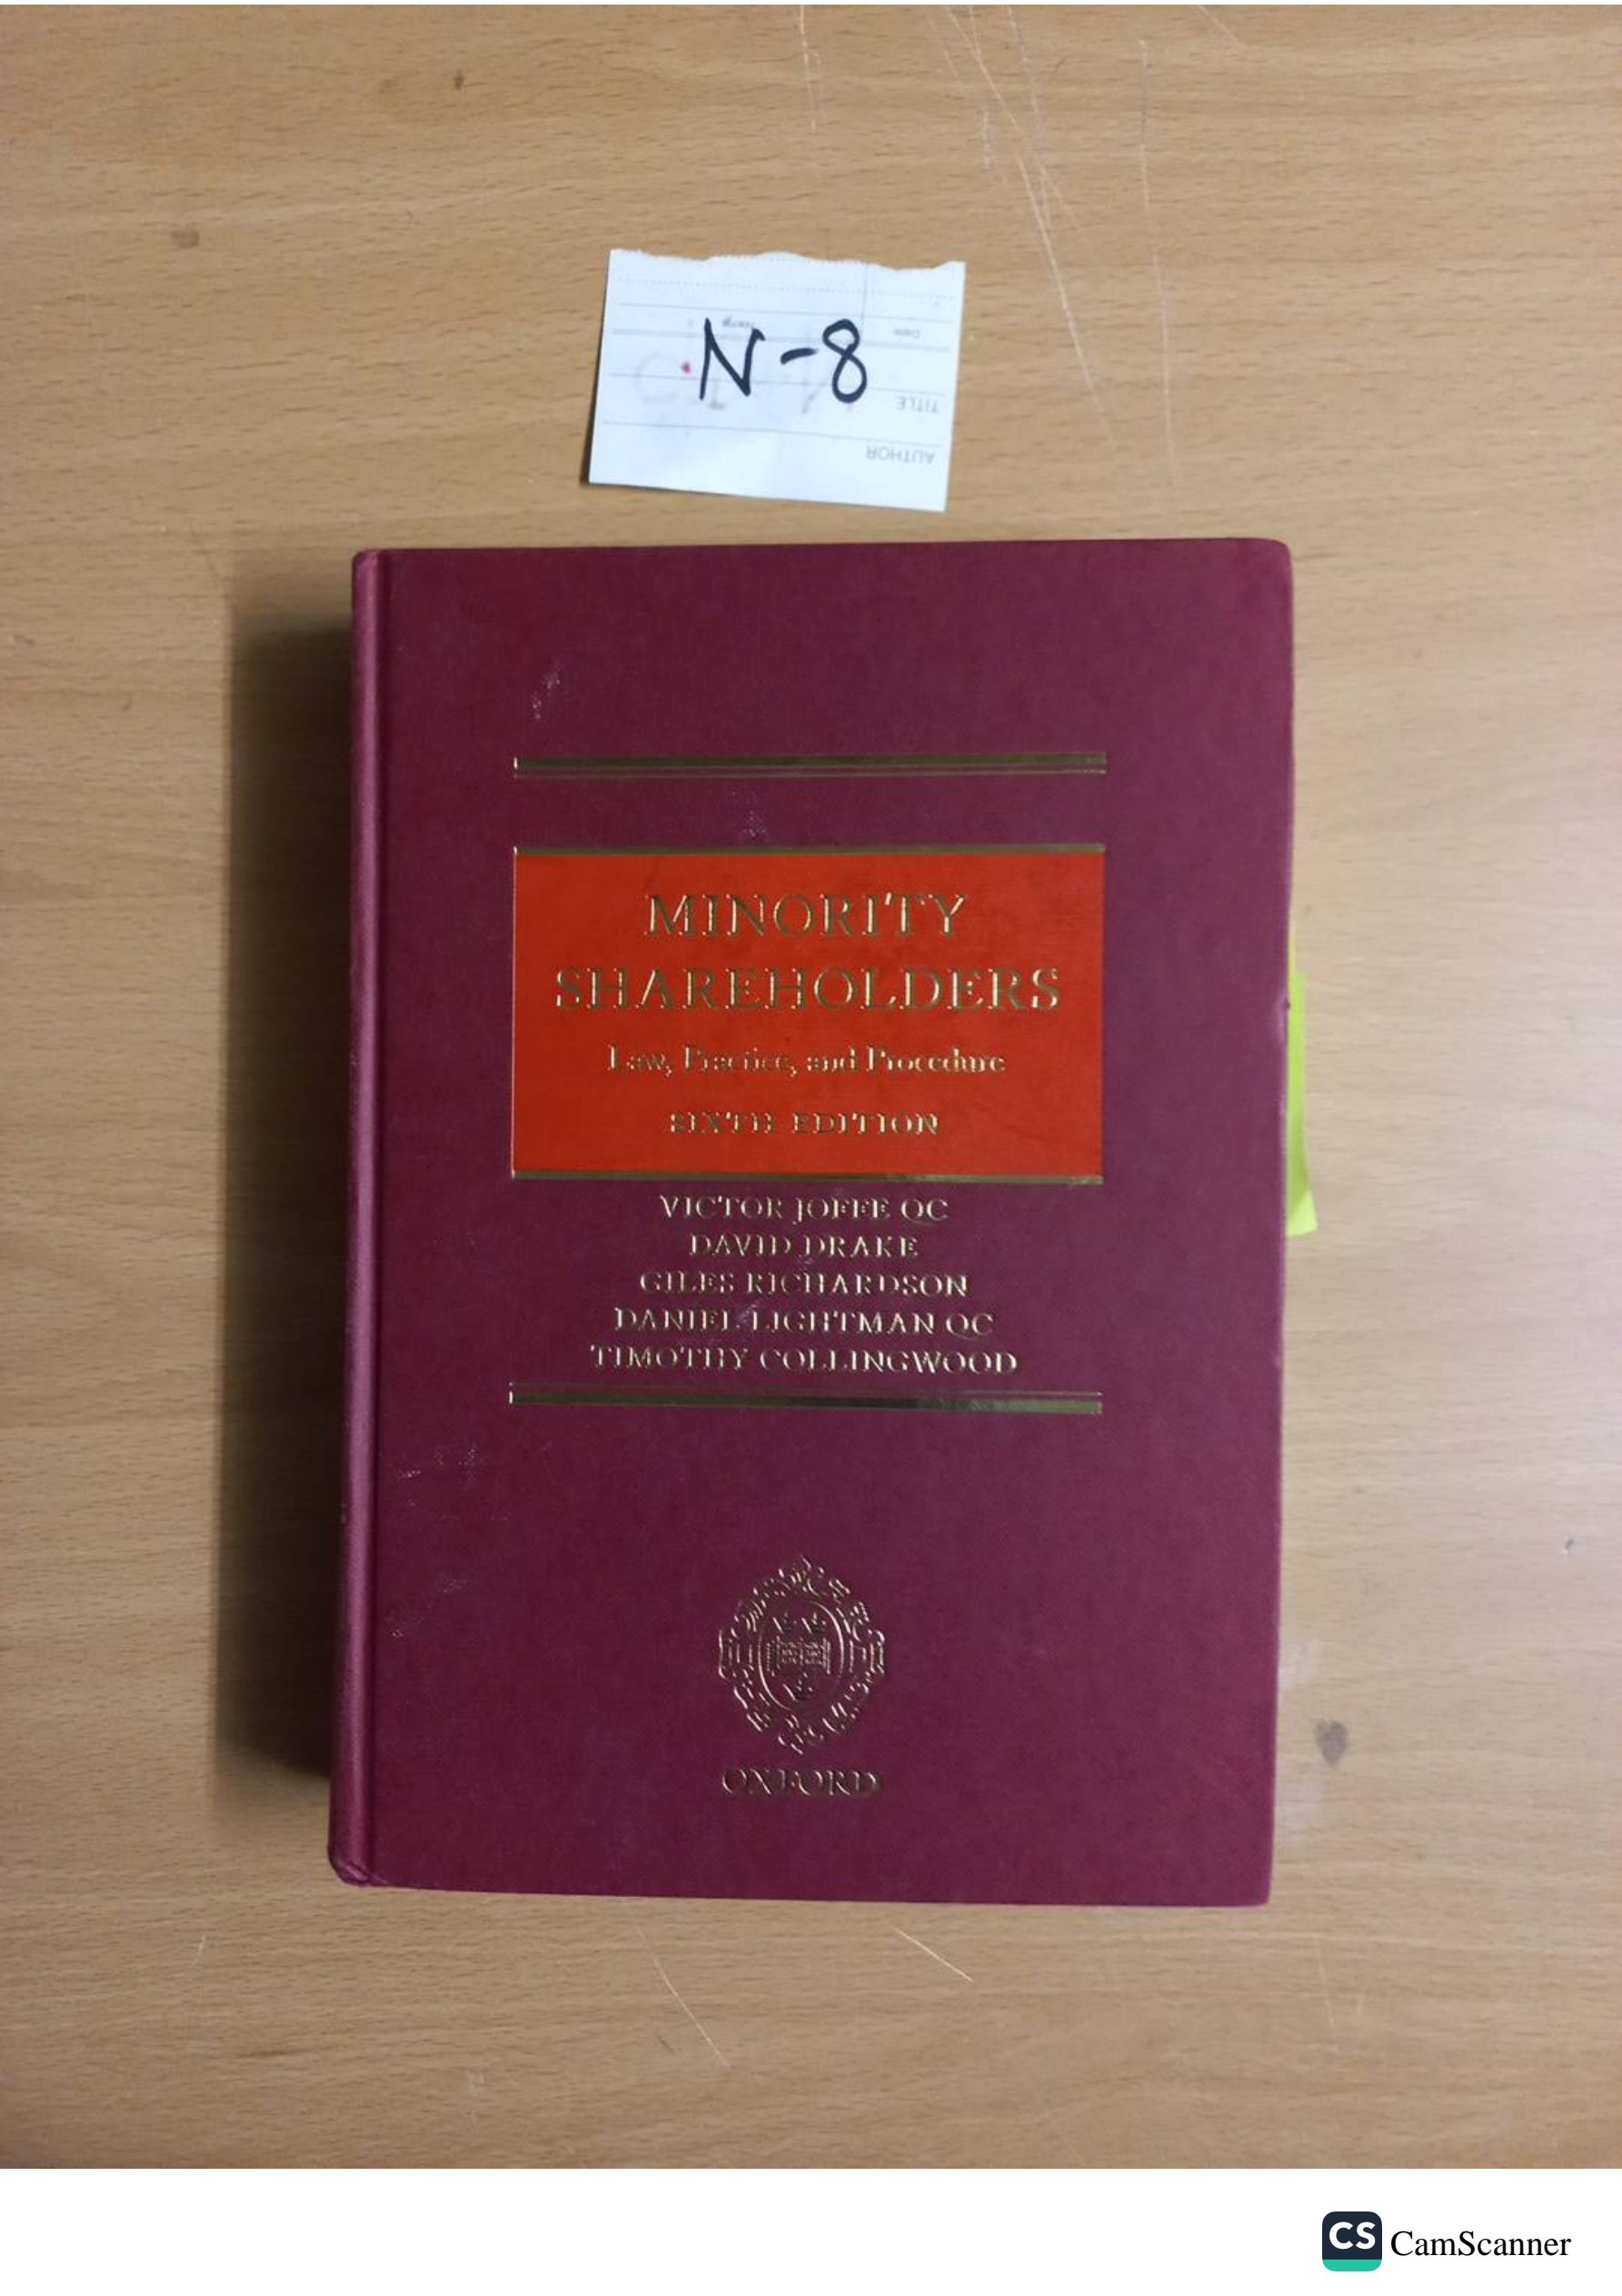 N-8
Date
TITLE
AUTHOR
MINORITY
SHAREHOLDERS
Law, Practice, and Procedure
SIXTH EDITION
VICTOR JOFFE QC
DAVID DRAKE
GILES RICHARDSON
DANIEL LIGHTMAN QC
TIMOTHY COLLINGWOOD
OXFORD
CS CamScanner